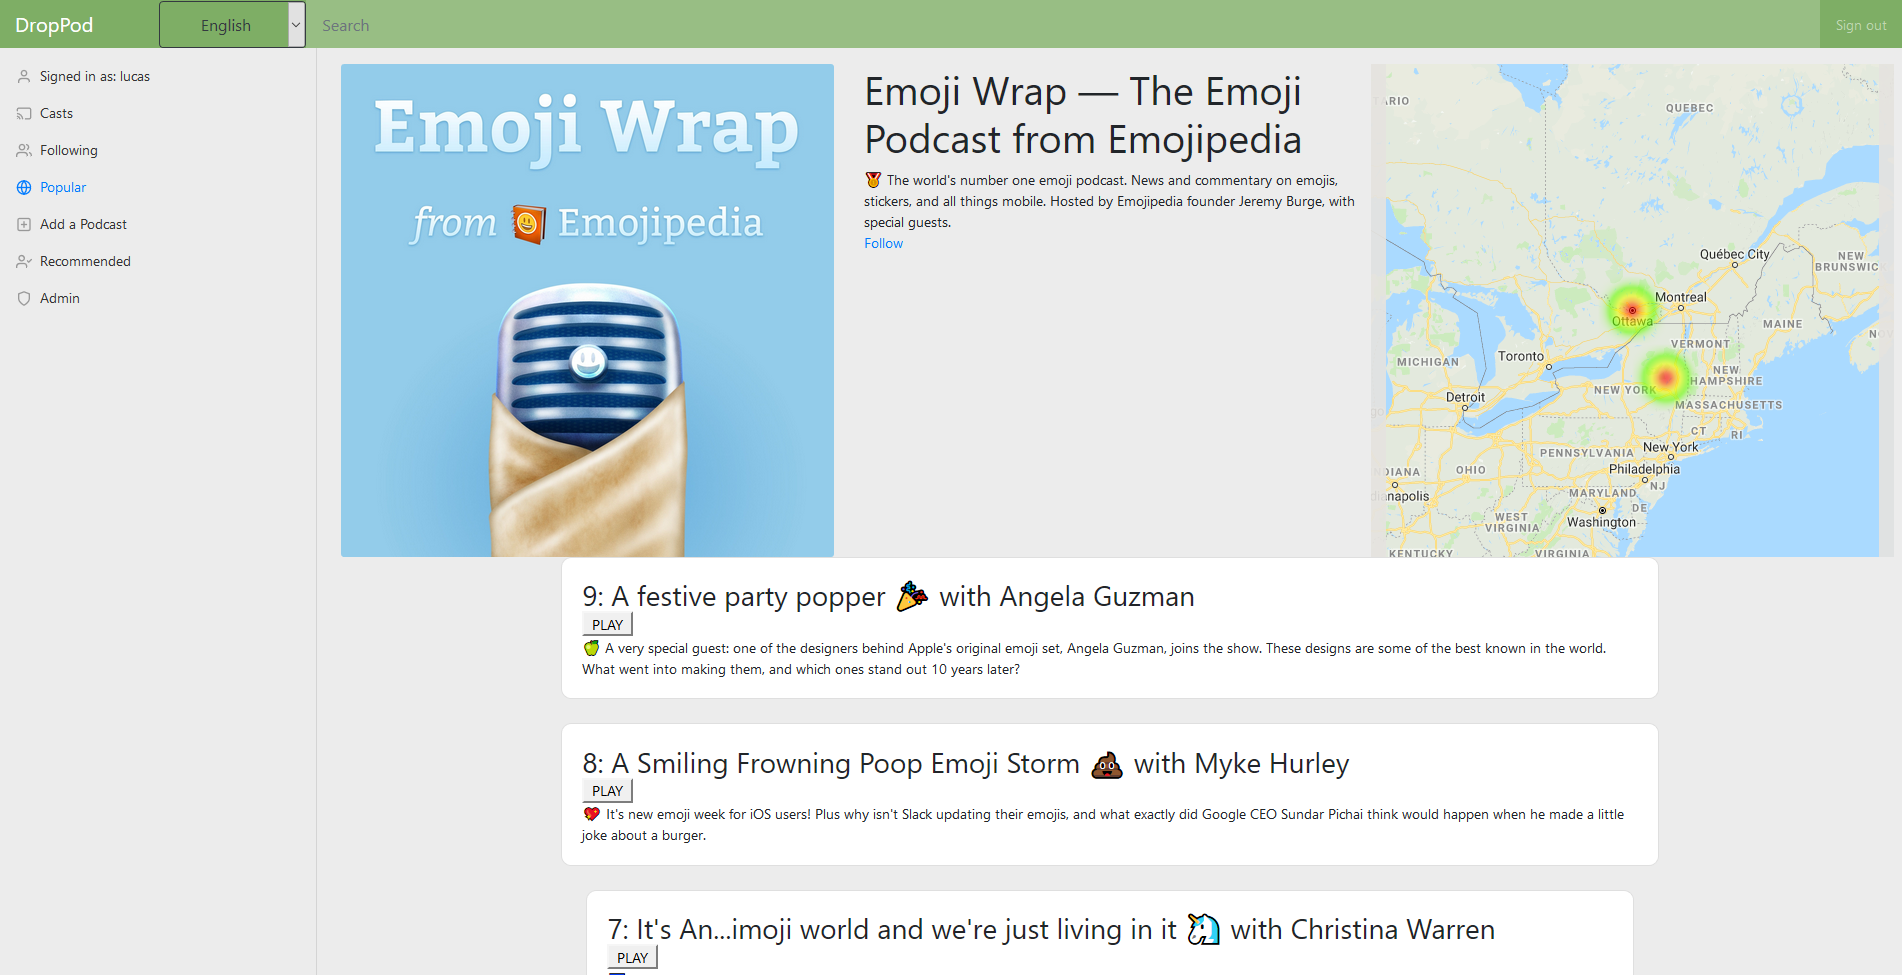 DropPod
English
Search
Sign out
Signed in as: lucas
Casts
Following
Popular
Add a Podcast
Recommended
Admin
Emoji Wrap
from 📔 Emojipedia
Emoji Wrap — The Emoji
Podcast from Emojipedia
🏅 The world's number one emoji podcast. News and commentary on emojis,
stickers, and all things mobile. Hosted by Emojipedia founder Jeremy Burge, with
special guests.
Follow
ARIO
QUEBEC
Québec City
NEW
BRUNSWIC
Montreal
Ottawa
MAINE
N
VERMONT
MICHIGAN
Toronto
NEW
HAMPSHIRE
NEW YORK
Detroit
MASSACHUSETTS
go
CT
RI
New York
PENNSYLVANIA
Philadelphia
OHIO
DIANA
NJ
dianapolis
MARYLAND
DE
WEST
VIRGINIA
Washington
KENTUCKY
VIRGINIA
9: A festive party popper 🎉 with Angela Guzman
PLAY
🍏 A very special guest: one of the designers behind Apple's original emoji set, Angela Guzman, joins the show. These designs are some of the best known in the world.
What went into making them, and which ones stand out 10 years later?
8: A Smiling Frowning Poop Emoji Storm 💩 with Myke Hurley
PLAY
💖 It's new emoji week for iOS users! Plus why isn't Slack updating their emojis, and what exactly did Google CEO Sundar Pichai think would happen when he made a little
joke about a burger.
7: It's An...imoji world and we're just living in it 🦄 with Christina Warren
PLAY